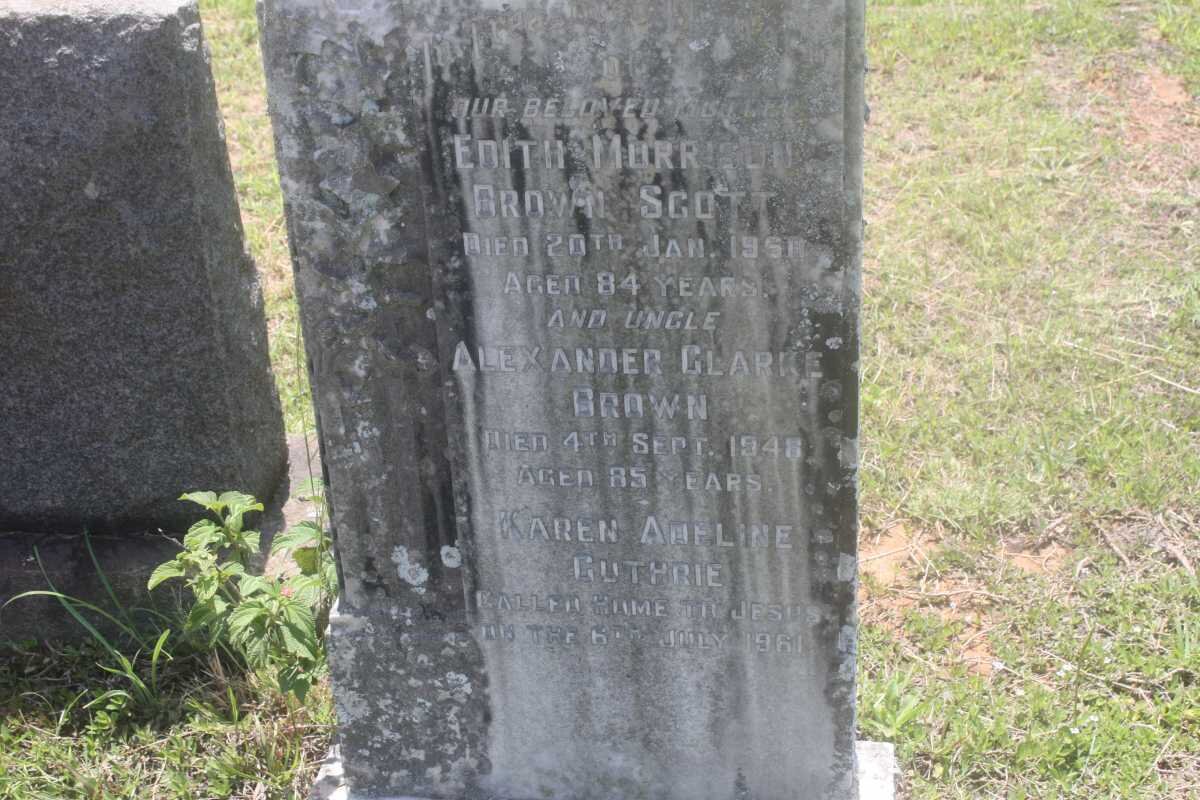 OUR BELOVED MOTHER
EDITH MORRISON
BROWN SCOTT
DIED 20TH JAN. 1950
AGED 84 YEARS.
AND UNCLE
ALEXANDER CLARKE
BROWN
DIED 4TH SEPT. 1948
AGED 85 YEARS.
KAREN ADELINE
GUTHRIE
CALLED HOME TO JESUS
ON THE 6TH JULY 1961